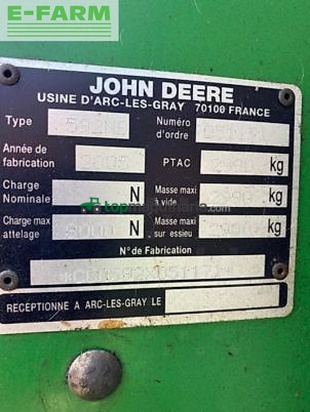 E-FARM
JOHN DEERE
USINE D'ARC-LES-GRAY 70100 FRANCE
Type
Numéro d'ordre
Année de fabrication 2005
PTAC kg
Charge Nominale N
Masse maxi à vide kg
Charge max attelage 8000 N
Masse maxi sur essieu kg
N° de Fabrication
RECEPTIONNE A ARC-LES-GRAY LE